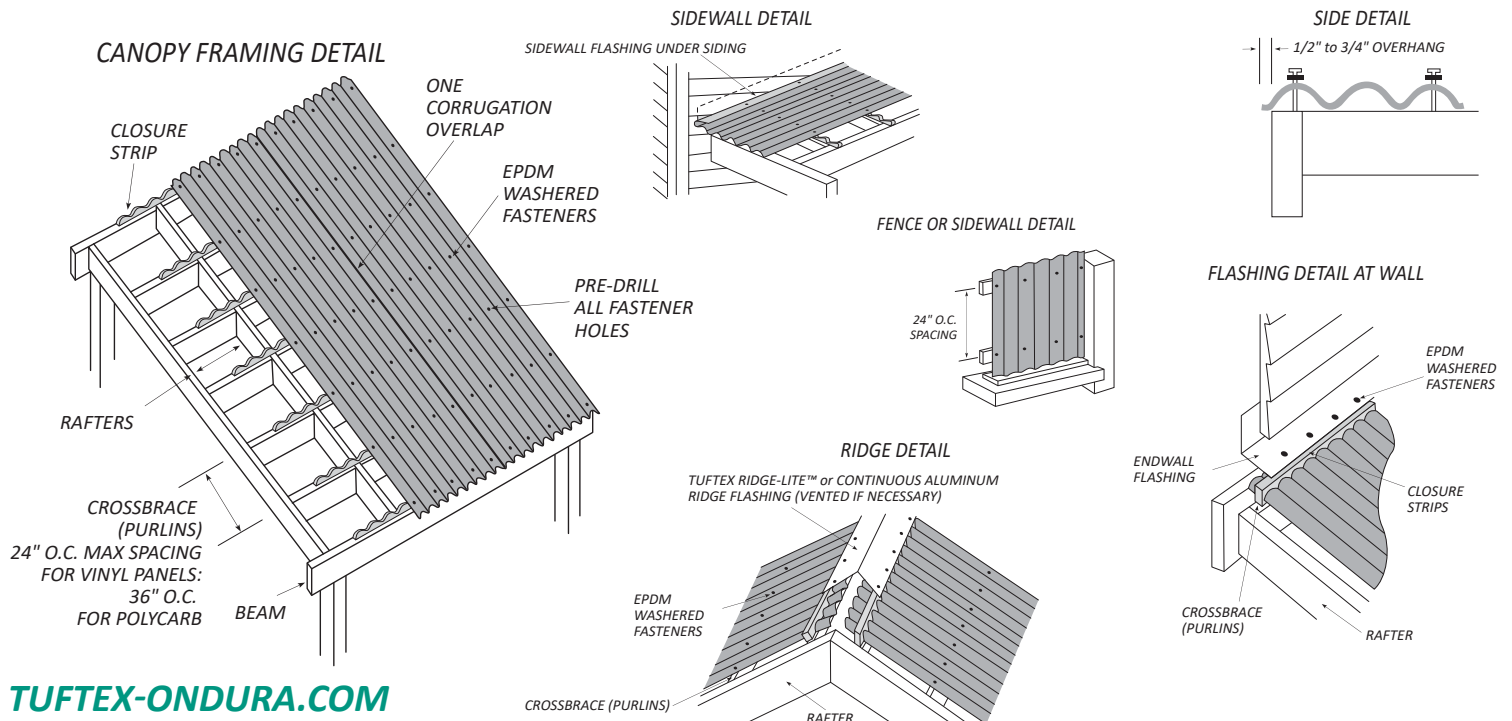 CANOPY FRAMING DETAIL
CLOSURE
STRIP
ONE
CORRUGATION
OVERLAP
EPDM
WASHERED
FASTENERS
PRE-DRILL
ALL FASTENER
HOLES
RAFTERS
CROSSBRACE
(PURLINS)
24" O.C. MAX SPACING
FOR VINYL PANELS:
36" O.C.
FOR POLYCARB
BEAM
TUFTEX-ONDURA.COM
SIDEWALL DETAIL
SIDEWALL FLASHING UNDER SIDING
FENCE OR SIDEWALL DETAIL
24" O.C.
SPACING
RIDGE DETAIL
TUFTEX RIDGE-LITE™ or CONTINUOUS ALUMINUM
RIDGE FLASHING (VENTED IF NECESSARY)
EPDM
WASHERED
FASTENERS
CROSSBRACE (PURLINS)
RAFTER
SIDE DETAIL
1/2" to 3/4" OVERHANG
FLASHING DETAIL AT WALL
EPDM
WASHERED
FASTENERS
ENDWALL
FLASHING
CLOSURE
STRIPS
CROSSBRACE
(PURLINS)
RAFTER